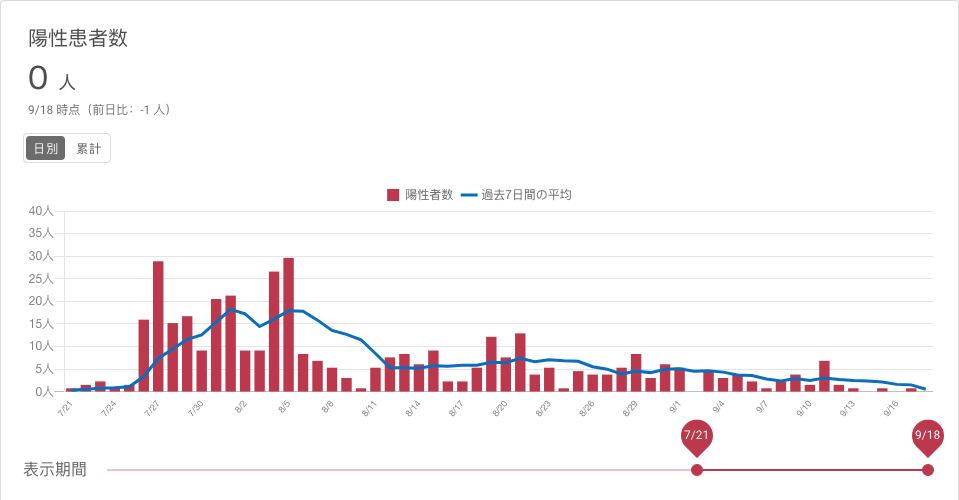 陽性患者数
0 人
9/18 時点（前日比：-1 人）
日別 累計
陽性者数 過去7日間の平均
40人
35人
30人
25人
20人
15人
10人
5人
0人
7/21 7/24 7/27 7/30 8/2 8/5 8/8 8/11 8/14 8/17 8/20 8/23 8/26 8/29 9/1 9/4 9/7 9/10 9/13 9/16
7/21 9/18
表示期間